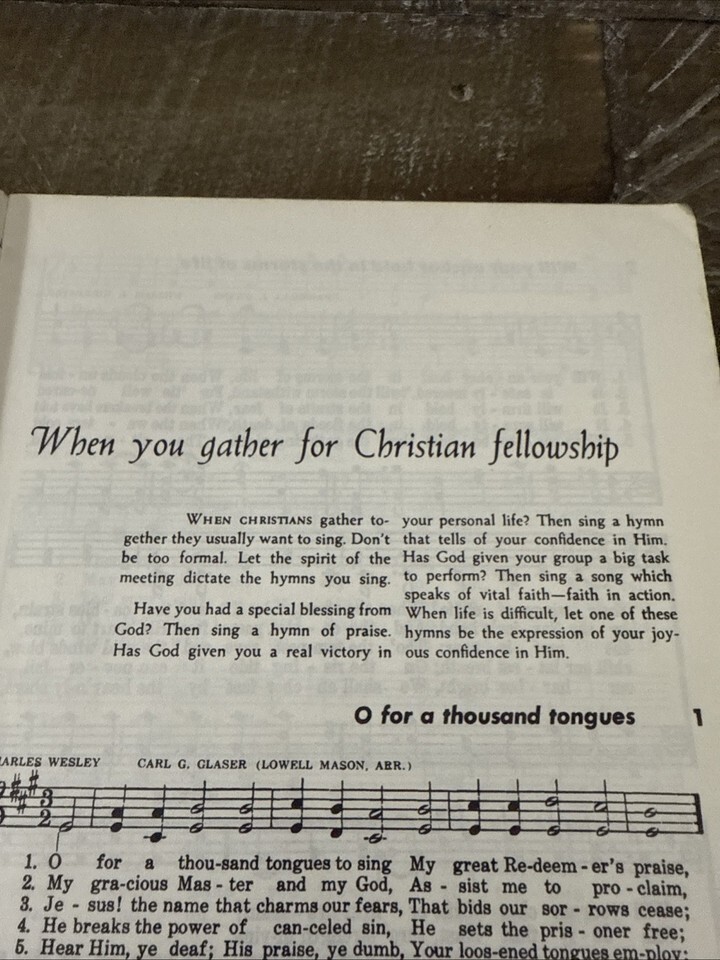 When you gather for Christian fellowship
WHEN CHRISTIANS gather to-
gether they usually want to sing. Don't
be too formal. Let the spirit of the
meeting dictate the hymns you sing.
Have you had a special blessing from
God? Then sing a hymn of praise.
Has God given you a real victory in
your personal life? Then sing a hymn
that tells of your confidence in Him.
Has God given your group a big task
to perform? Then sing a song which
speaks of vital faith—faith in action.
When life is difficult, let one of these
hymns be the expression of your joy-
ous confidence in Him.
O for a thousand tongues 1
ARLES WESLEY CARL G. GLASER (LOWELL MASON, ARR.)
3
2
1. O for a thou-sand tongues to sing My great Re-deem-er's praise,
2. My gra-cious Mas-ter and my God, As-sist me to pro-claim,
3. Je-sus! the name that charms our fears, That bids our sor-rows cease;
4. He breaks the power of can-celed sin, He sets the pris-oner free;
5. Hear Him, ye deaf; His praise, ye dumb, Your loos-ened tongues em-ploy;